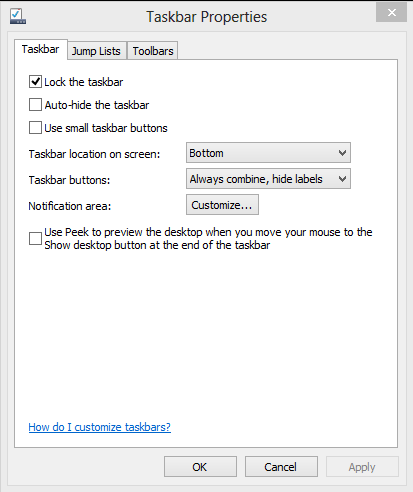 Taskbar Properties
Taskbar
Jump Lists
Toolbars
Lock the taskbar
Auto-hide the taskbar
Use small taskbar buttons
Taskbar location on screen:
Bottom
Taskbar buttons:
Always combine, hide labels
Notification area:
Customize...
Use Peek to preview the desktop when you move your mouse to the
Show desktop button at the end of the taskbar
How do I customize taskbars?
OK
Cancel
Apply